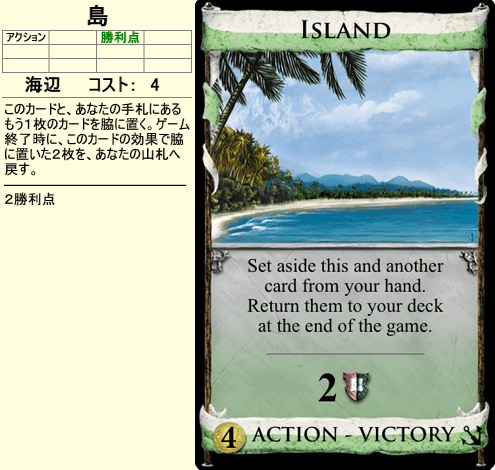 島
アクション
勝利点
海辺 コスト: 4
このカードと、あなたの手札にある
もう1枚のカードを脇に置く。ゲーム
終了時に、このカードの効果で脇
に置いた2枚を、あなたの山札へ
戻す。
2勝利点
ISLAND
Set aside this and another
card from your hand.
Return them to your deck
at the end of the game.
2
4 ACTION - VICTORY